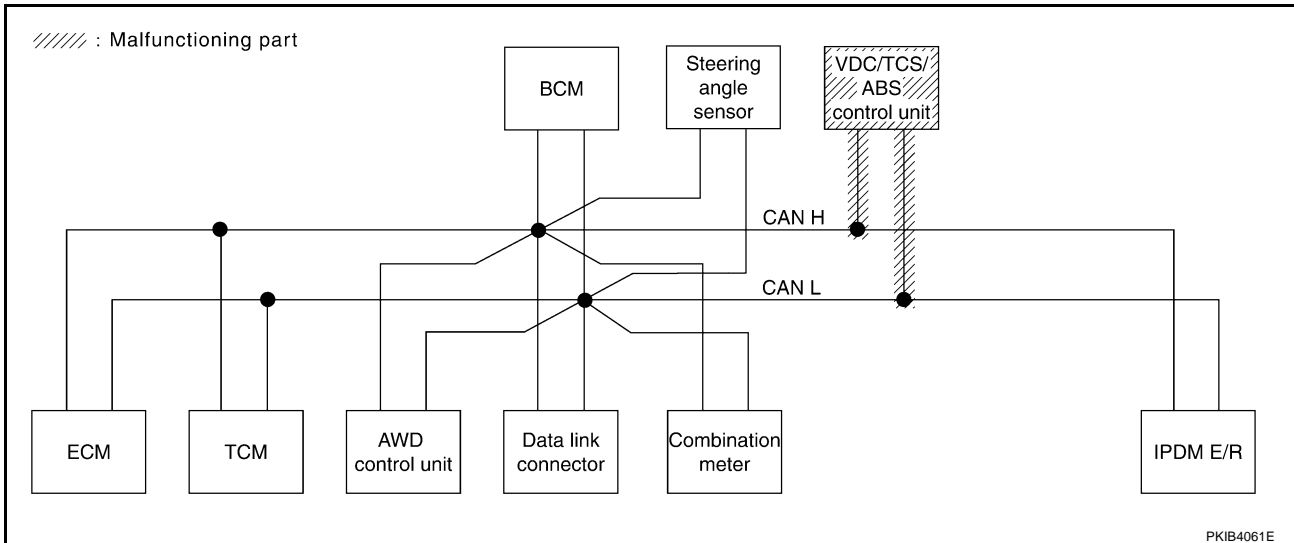 : Malfunctioning part
BCM
Steering
angle
sensor
VDC/TCS/
ABS
control unit
CAN H
CAN L
ECM
TCM
AWD
control unit
Data link
connector
Combination
meter
IPDM E/R
PKIB4061E